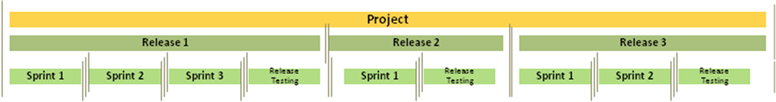 Project
Release 1
Release 2
Release 3
Sprint 1
Sprint 2
Sprint 3
Release
Testing
Sprint 1
Release
Testing
Sprint 1
Sprint 2
Release
Testing